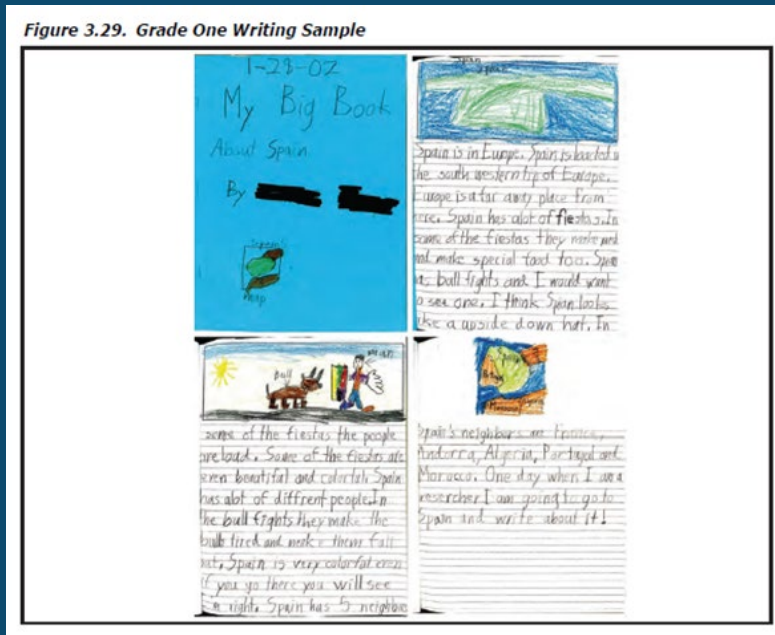 Figure 3.29. Grade One Writing Sample
1-28-02
My Big Book
About Spain
By
map
Spain
Spain is in Europe. Spain is located
the south western tip of Europe.
Europe is a far away place from
ere. Spain has alot of fiestas. In
some of the fiestas they make
and make special food too. Spain
as bull fights and I would want
o see one. I think Spain looks
ike a upside down hat. In
Bull
man
some of the fiestas the people
are loud. Some of the fiestas are
even beautiful and colorful. Spain
has alot of diffrent people. In
the bull fights they make the
bulls tired and make them fall
Spain is very colorful even
if you go there you will see
I'm right. Spain has 5 neighbo
Spain
Spain's neighbors are France,
Andorra, Algeria, Portugal and
Morocco. One day when I am a
resercher I am going to go to
Spain and write about it!